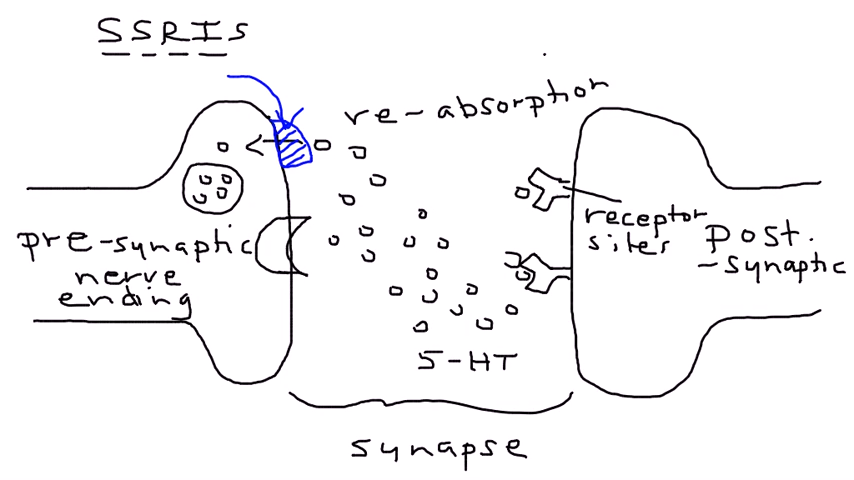 SSRIs
re-absorption
pre-synaptic
nerve
ending
receptor
sites
post.
-synaptic
5-HT
synapse